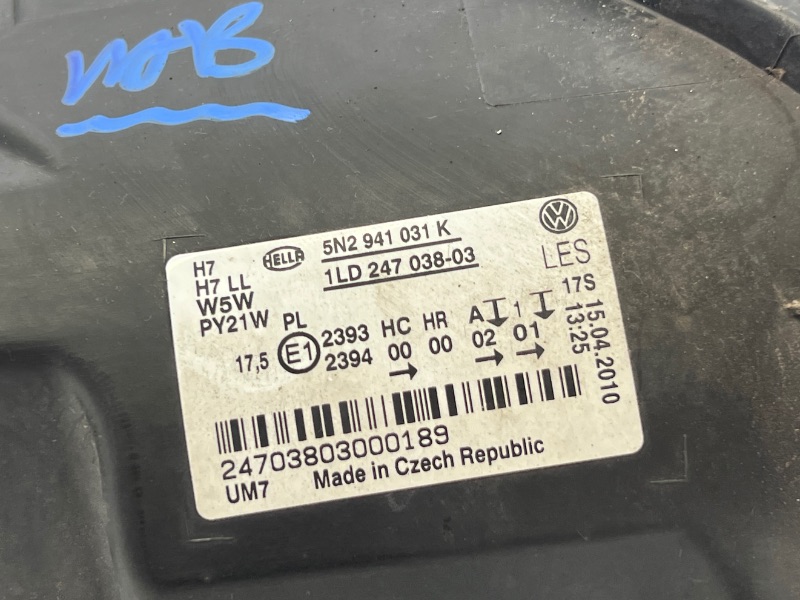 H7
H7 LL
W5W
PY21W
HELLA
5N2 941 031 K
1LD 247 038-03
VW
LES
17,5
PL
E1
2393
2394
HC
00
→
HR
00
A
02
→
1
01
→
17S
15.04.2010
13:25
24703803000189
UM7
Made in Czech Republic